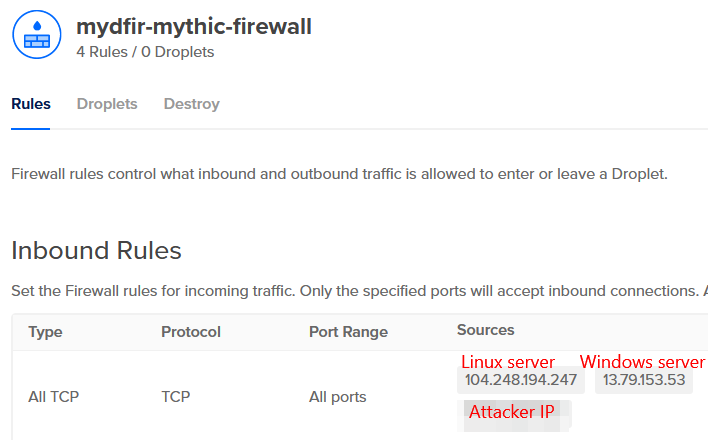 mydfir-mythic-firewall
4 Rules / 0 Droplets
Rules Droplets Destroy
Firewall rules control what inbound and outbound traffic is allowed to enter or leave a Droplet.
Inbound Rules
Set the Firewall rules for incoming traffic. Only the specified ports will accept inbound connections. A
Type Protocol Port Range Sources
Linux server Windows server
All TCP TCP All ports 104.248.194.247 13.79.153.53
Attacker IP